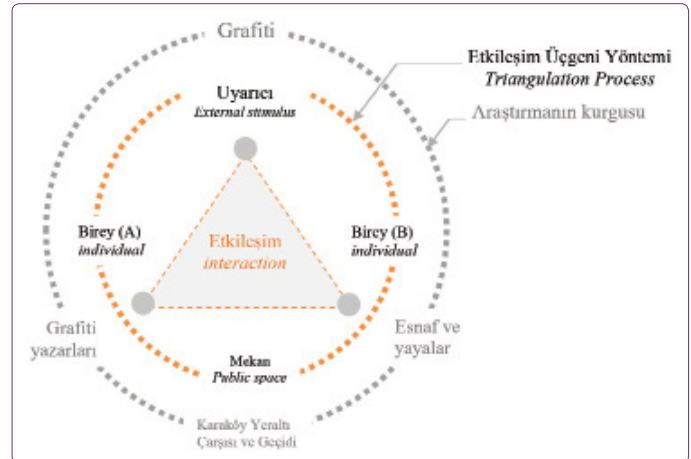 Grafiti
Etkileşim Üçgeni Yöntemi
Triangulation Process
Uyarıcı
External stimulus
Araştırmanın kurgusu
Birey (A)
individual
Etkileşim
interaction
Birey (B)
individual
Grafiti
yazarları
Esnaf ve
yayalar
Mekan
Public space
Karaköy Yeraltı
Çarşısı ve Geçidi